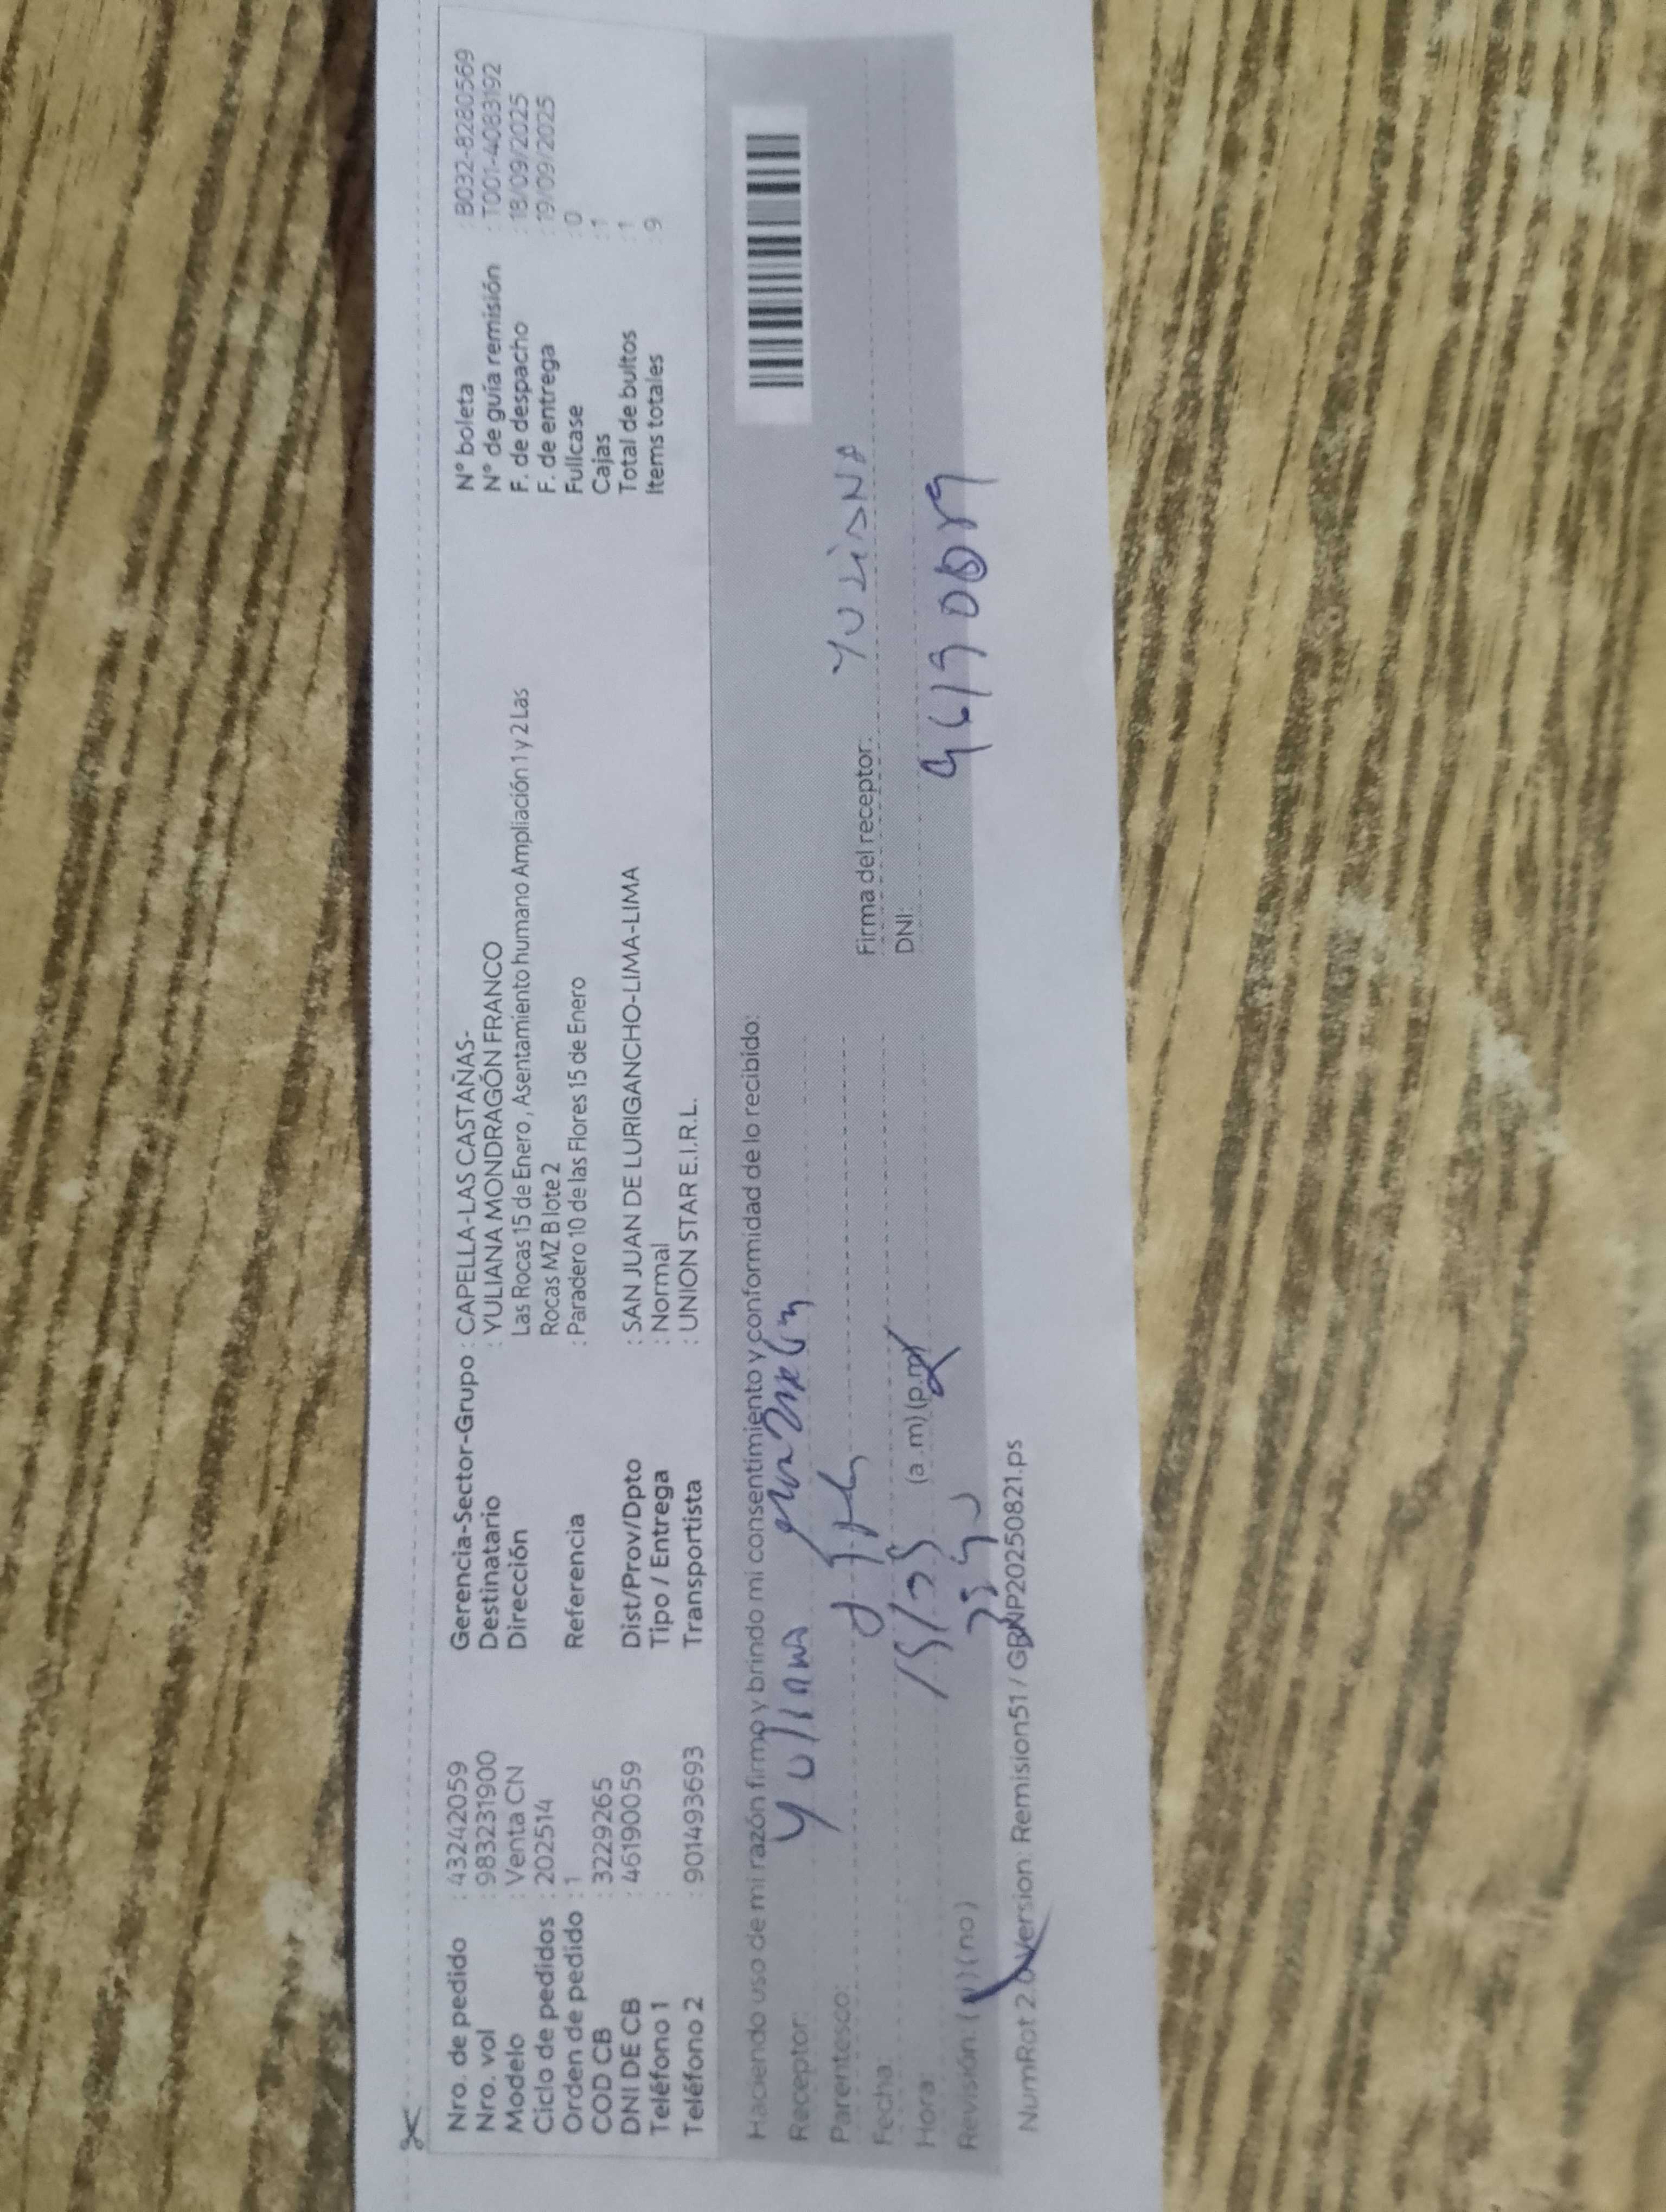 Nro. de pedido : 43242059
Nro. vol : 983231900
Modelo : Venta CN
Ciclo de pedidos : 202514
Orden de pedido : 1
COD CB : 3229265
DNI DE CB : 46190059
Teléfono 1 :
Teléfono 2 : 901493693
Gerencia-Sector-Grupo : CAPELLA-LAS CASTAÑAS-
Destinatario : YULIANA MONDRAGÓN FRANCO
Dirección Las Rocas 15 de Enero , Asentamiento humano Ampliación 1 y 2 Las
Rocas MZ B lote 2
Referencia : Paradero 10 de las Flores 15 de Enero
Dist/Prov/Dpto : SAN JUAN DE LURIGANCHO-LIMA-LIMA
Tipo / Entrega : Normal
Transportista : UNION STAR E.I.R.L.
N° boleta : B032-8280569
N° de guía remisión : T001-4083192
F. de despacho : 18/09/2025
F. de entrega : 19/09/2025
Fullcase : 0
Cajas : 1
Total de bultos : 1
Items totales : 9
Haciendo uso de mi razón firmo y brindo mi consentimiento y conformidad de lo recibido:
Receptor: Yuliana
Parentesco:
Fecha
Hora (a .m) (p.m)
Revisión: ( ) ( no )
Firma del receptor: YULiANA
DNI:
NumRot 2.0 Version: Remision51 / GBNP20250821.ps